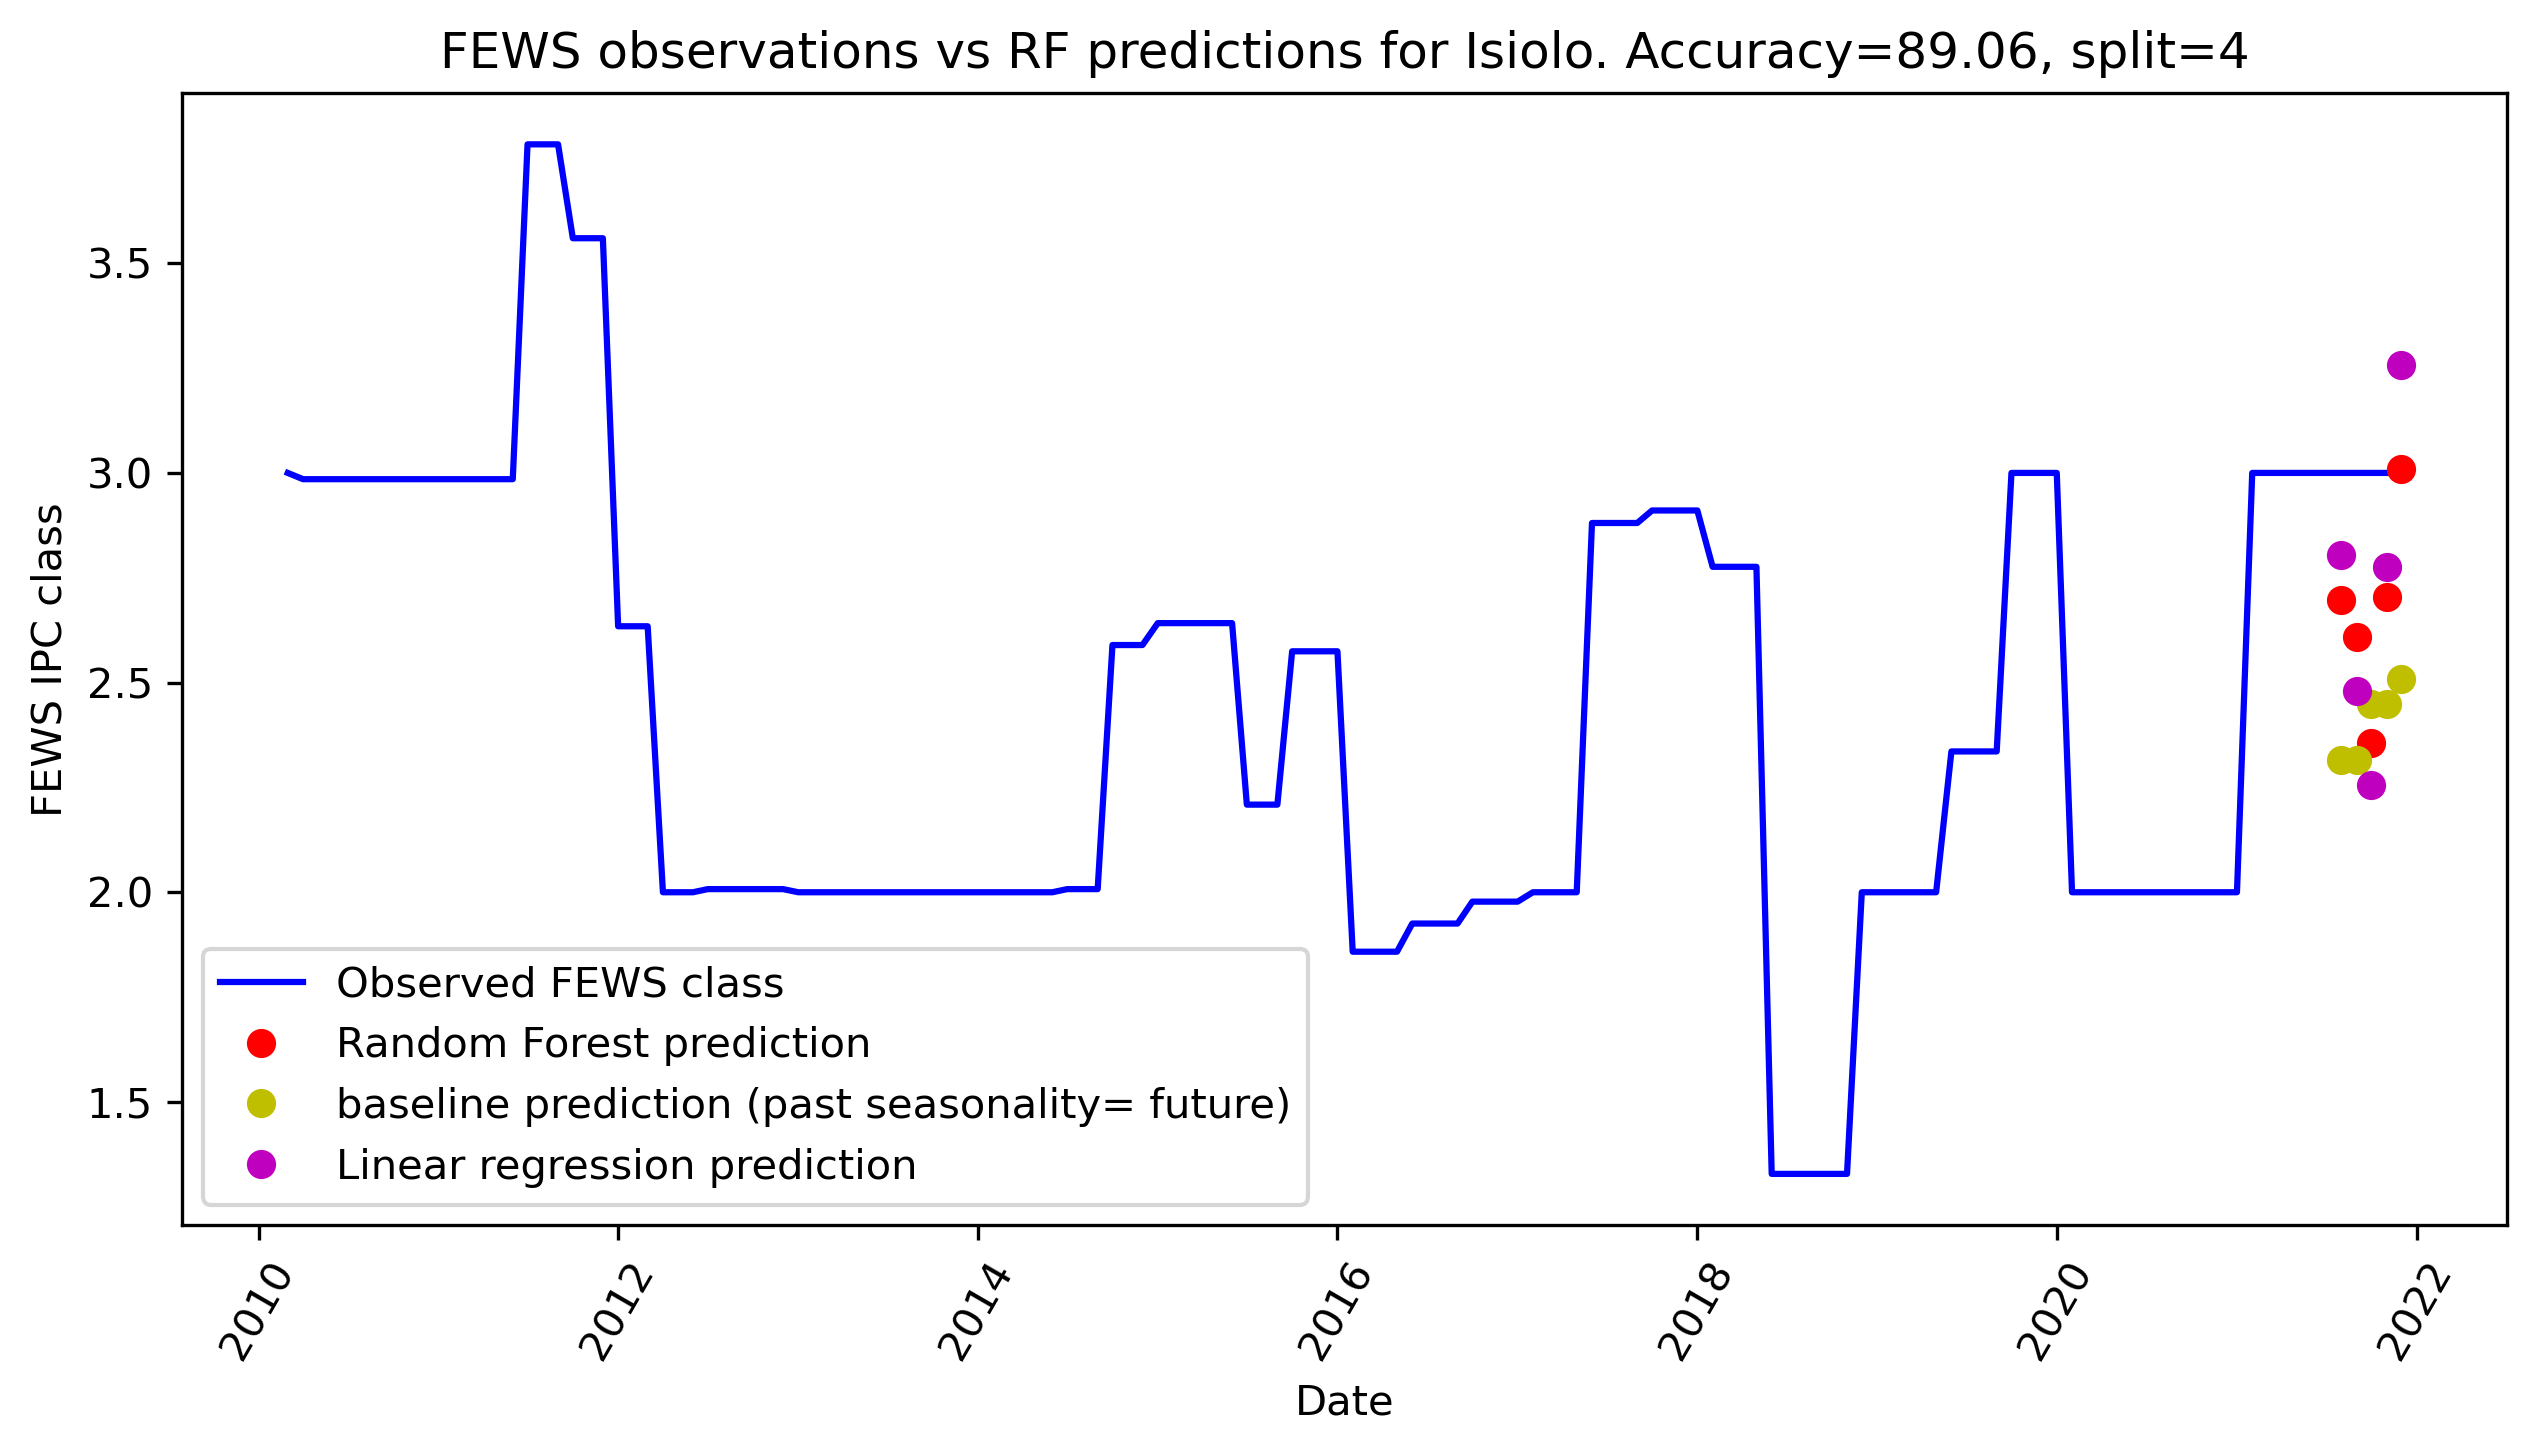 FEWS observations vs RF predictions for Isiolo. Accuracy=89.06, split=4
FEWS IPC class
3.5
3.0
2.5
2.0
1.5
Observed FEWS class
Random Forest prediction
baseline prediction (past seasonality= future)
Linear regression prediction
2010
2012
2014
2016
2018
2020
2022
Date